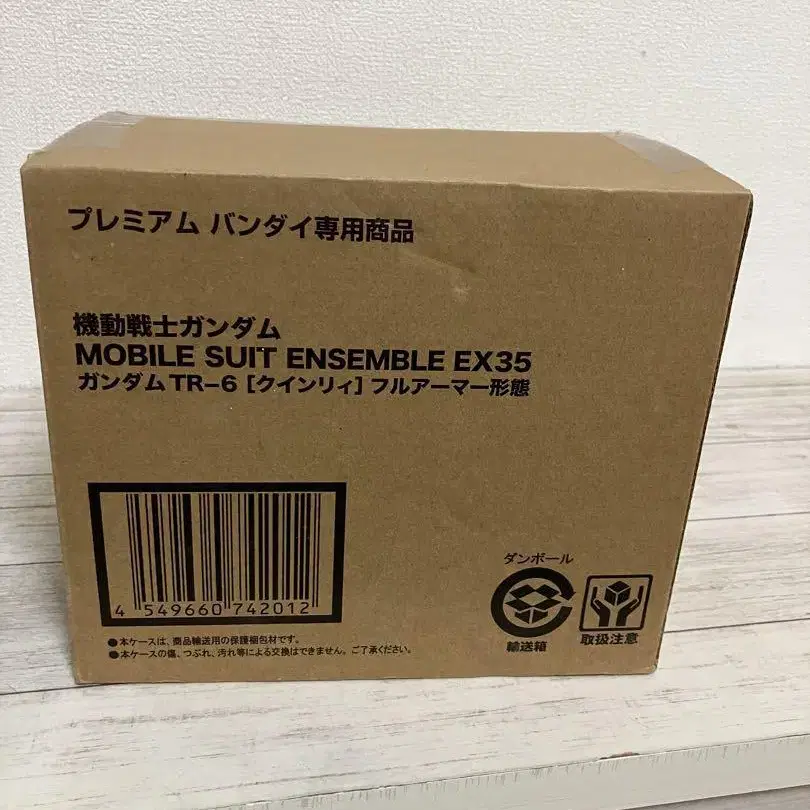 プレミアム バンダイ専用商品
機動戦士ガンダム
MOBILE SUIT ENSEMBLE EX35
ガンダムTR-6［クインリィ］フルアーマー形態
4 549660 742012
●本ケースは、商品輸送用の保護梱包材です。
●本ケースの傷、つぶれ、汚れ等による交換はできません。ご了承ください。
ダンボール
輸送箱
取扱注意